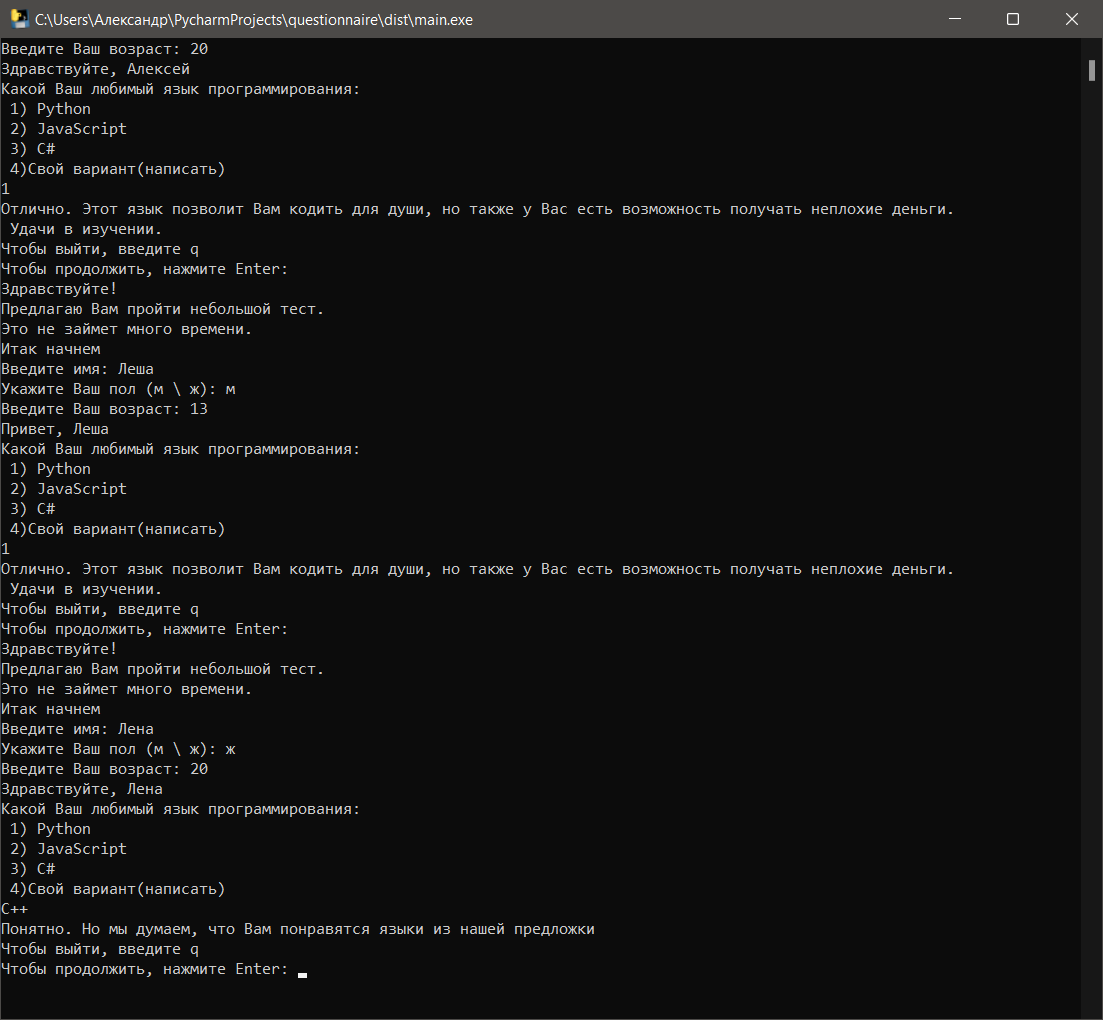 C:\Users\Александр\PycharmProjects\questionnaire\dist\main.exe
Введите Ваш возраст: 20
Здравствуйте, Алексей
Какой Ваш любимый язык программирования:
 1) Python
 2) JavaScript
 3) C#
 4)Свой вариант(написать)
1
Отлично. Этот язык позволит Вам кодить для души, но также у Вас есть возможность получать неплохие деньги.
 Удачи в изучении.
Чтобы выйти, введите q
Чтобы продолжить, нажмите Enter:
Здравствуйте!
Предлагаю Вам пройти небольшой тест.
Это не займет много времени.
Итак начнем
Введите имя: Леша
Укажите Ваш пол (м \ ж): м
Введите Ваш возраст: 13
Привет, Леша
Какой Ваш любимый язык программирования:
 1) Python
 2) JavaScript
 3) C#
 4)Свой вариант(написать)
1
Отлично. Этот язык позволит Вам кодить для души, но также у Вас есть возможность получать неплохие деньги.
 Удачи в изучении.
Чтобы выйти, введите q
Чтобы продолжить, нажмите Enter:
Здравствуйте!
Предлагаю Вам пройти небольшой тест.
Это не займет много времени.
Итак начнем
Введите имя: Лена
Укажите Ваш пол (м \ ж): ж
Введите Ваш возраст: 20
Здравствуйте, Лена
Какой Ваш любимый язык программирования:
 1) Python
 2) JavaScript
 3) C#
 4)Свой вариант(написать)
C++
Понятно. Но мы думаем, что Вам понравятся языки из нашей предложки
Чтобы выйти, введите q
Чтобы продолжить, нажмите Enter: